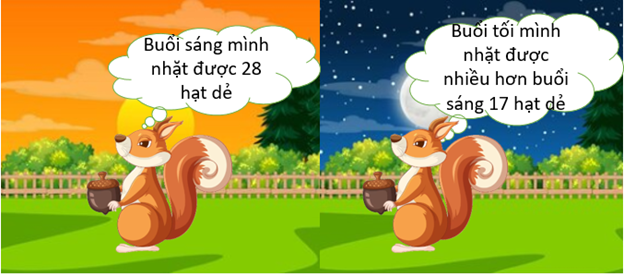 Buổi sáng mình
nhặt được 28
hạt dẻ
Buổi tối mình
nhặt được
nhiều hơn buổi
sáng 17 hạt dẻ